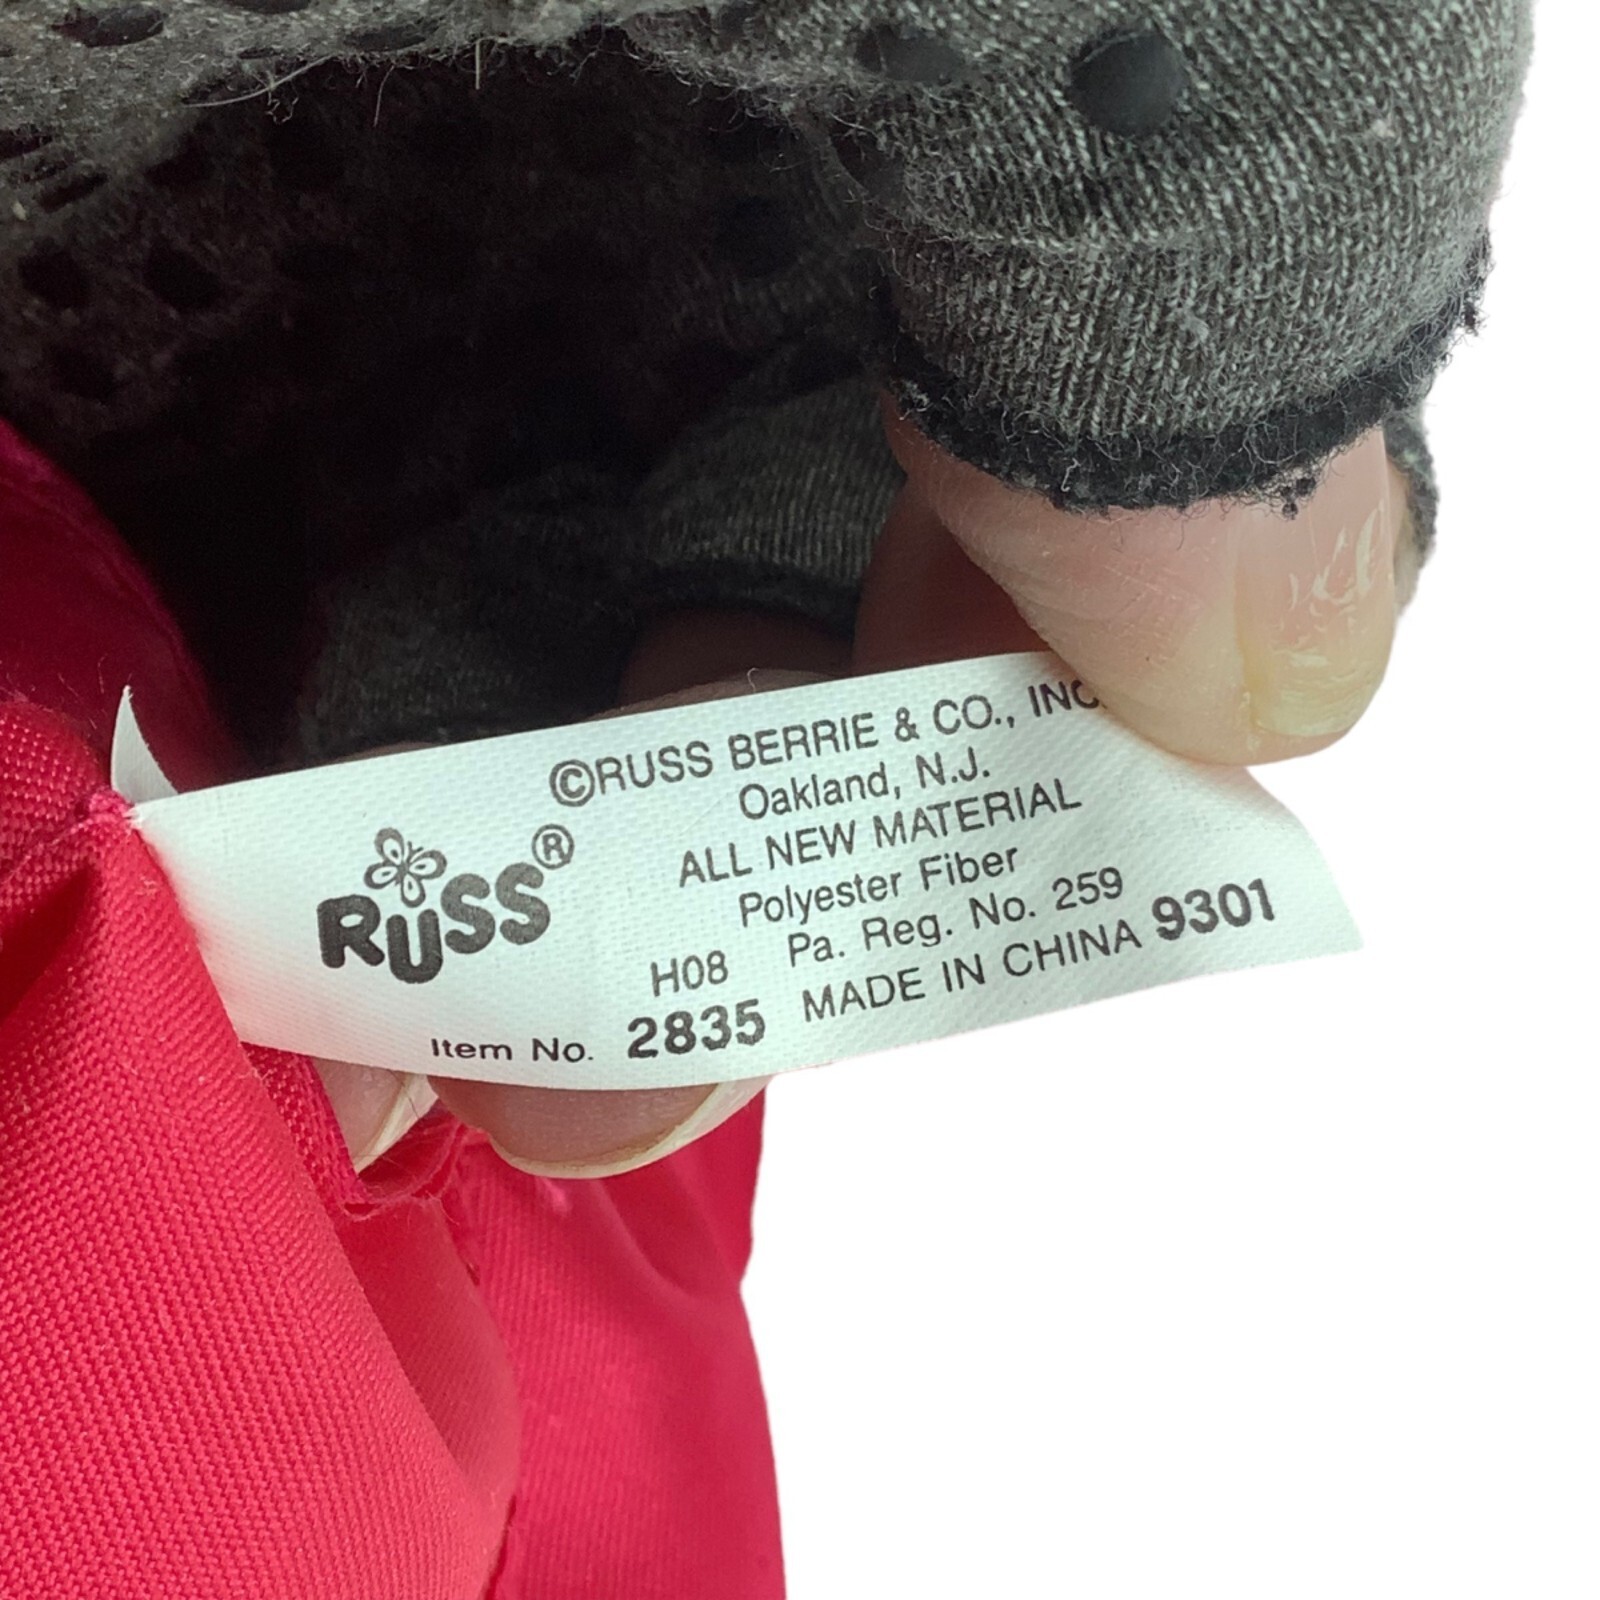 ©RUSS BERRIE & CO., INC.
Oakland, N.J.
ALL NEW MATERIAL
Polyester Fiber
Pa. Reg. No. 259
MADE IN CHINA 9301
RUSS®
H08
Item No. 2835